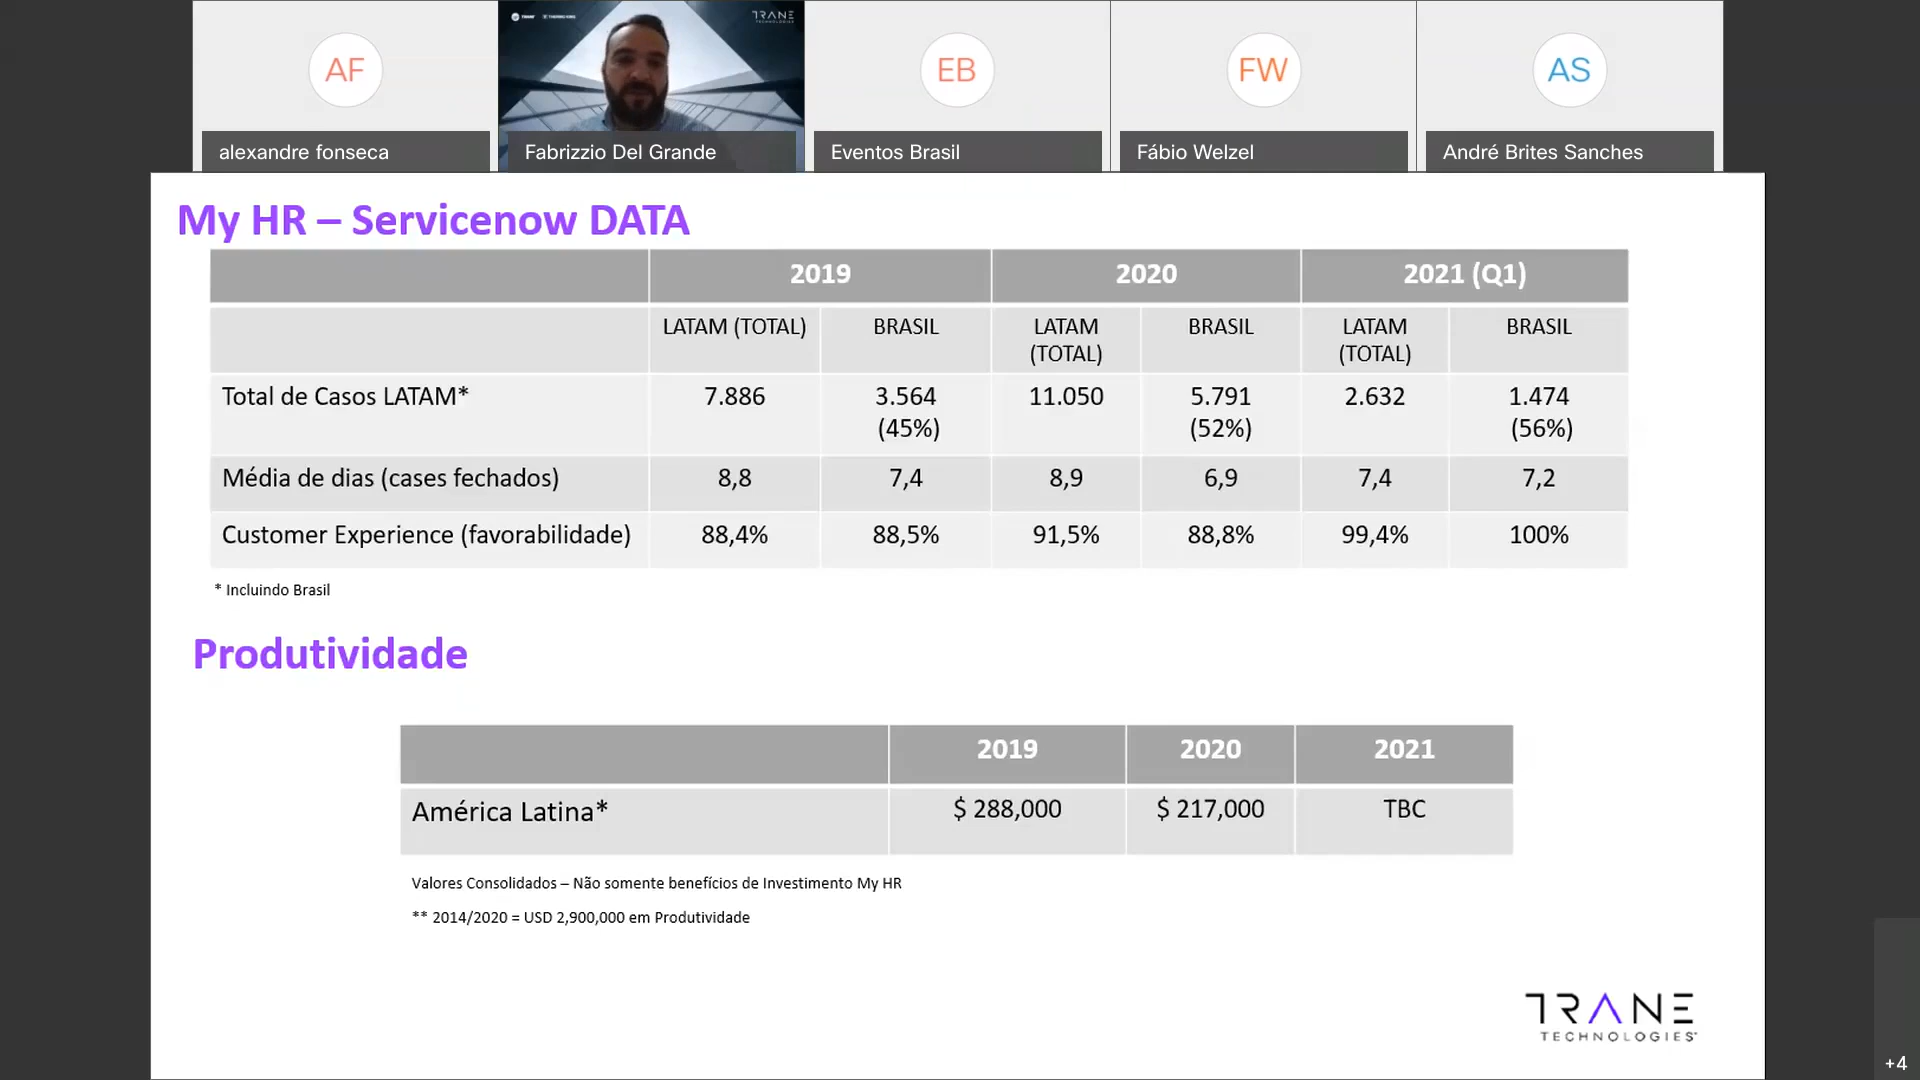 AF
TRANE
TECHNOLOGIES
EB
FW
AS
alexandre fonseca
Fabrizzio Del Grande
Eventos Brasil
Fábio Welzel
André Brites Sanches
My HR – Servicenow DATA
2019 2020 2021 (Q1)
LATAM (TOTAL) BRASIL LATAM (TOTAL) BRASIL LATAM (TOTAL) BRASIL
Total de Casos LATAM* 7.886 3.564 (45%) 11.050 5.791 (52%) 2.632 1.474 (56%)
Média de dias (cases fechados) 8,8 7,4 8,9 6,9 7,4 7,2
Customer Experience (favorabilidade) 88,4% 88,5% 91,5% 88,8% 99,4% 100%
* Incluindo Brasil
Produtividade
2019 2020 2021
América Latina* $ 288,000 $ 217,000 TBC
Valores Consolidados – Não somente benefícios de Investimento My HR
** 2014/2020 = USD 2,900,000 em Produtividade
TRANE
TECHNOLOGIES
+4